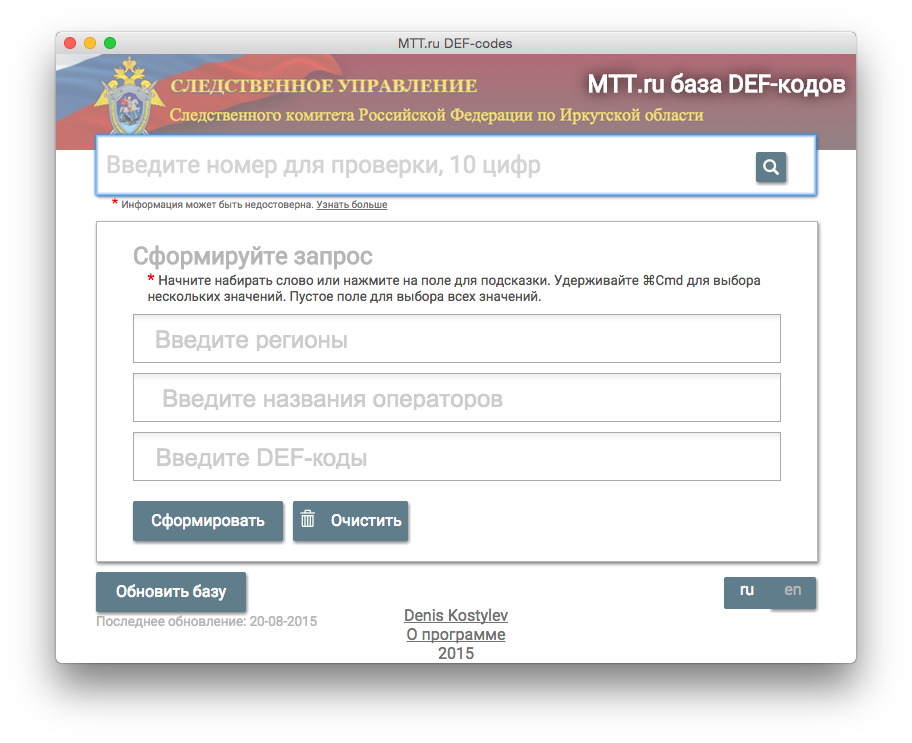 MTT.ru DEF-codes
СЛЕДСТВЕННОЕ УПРАВЛЕНИЕ
MTT.ru база DEF-кодов
Следственного комитета Российской Федерации по Иркутской области
Введите номер для проверки, 10 цифр
* Информация может быть недостоверна. Узнать больше
Сформируйте запрос
* Начните набирать слово или нажмите на поле для подсказки. Удерживайте ⌘Cmd для выбора
нескольких значений. Пустое поле для выбора всех значений.
Введите регионы
Введите названия операторов
Введите DEF-коды
Сформировать
Очистить
Обновить базу
ru en
Последнее обновление: 20-08-2015
Denis Kostylev
О программе
2015